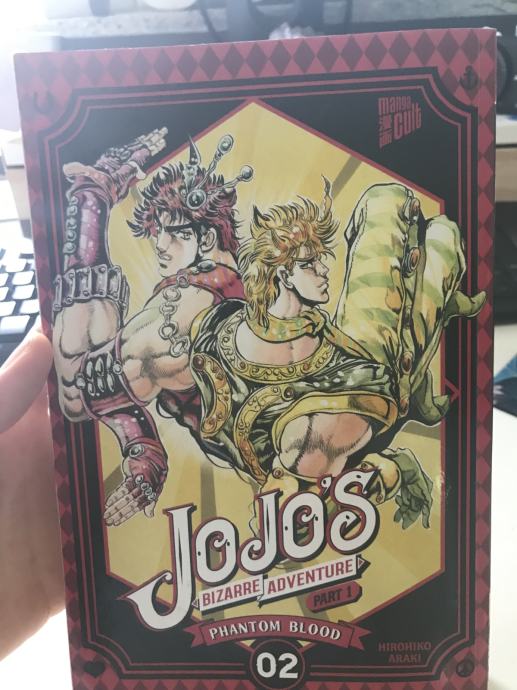 manga
cult
JOJO'S
BIZARRE ADVENTURE
PART 1
PHANTOM BLOOD
02
HIROHIKO
ARAKI